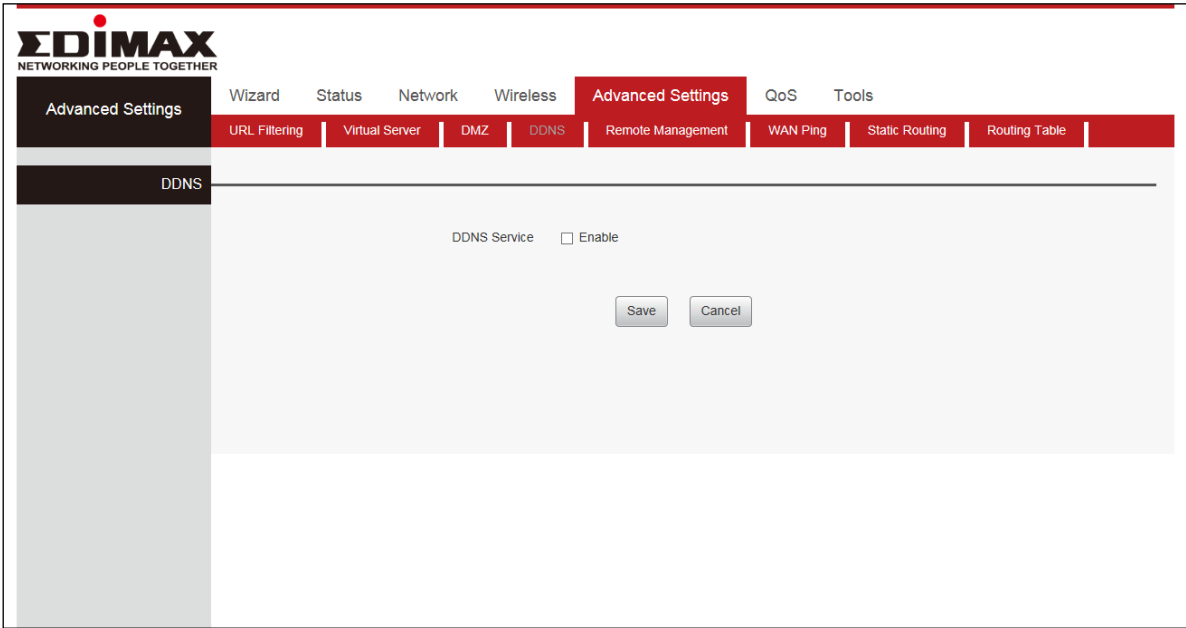 ΣDiMAX
NETWORKING PEOPLE TOGETHER
Advanced Settings
Wizard Status Network Wireless Advanced Settings QoS Tools
URL Filtering Virtual Server DMZ DDNS Remote Management WAN Ping Static Routing Routing Table
DDNS
DDNS Service Enable
Save Cancel